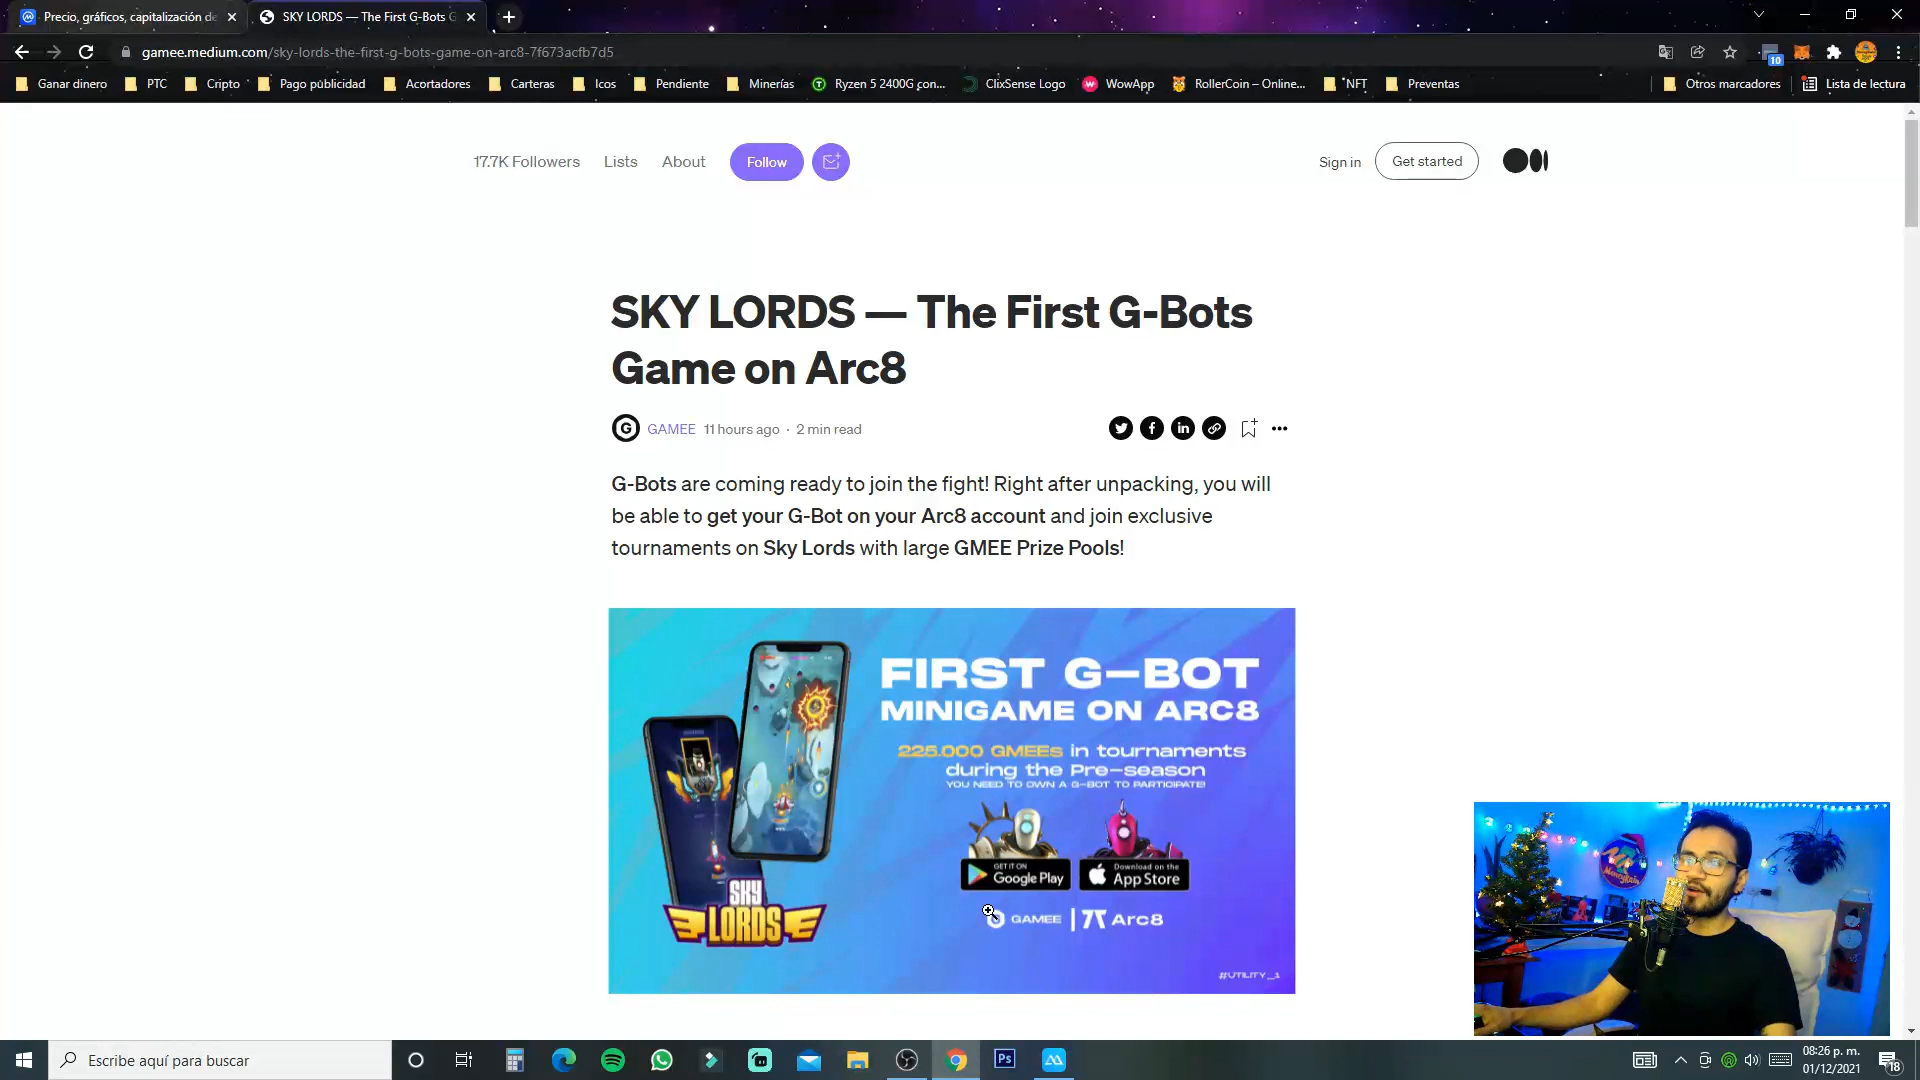 Precio, gráficos, capitalización de
SKY LORDS — The First G-Bots G
gamee.medium.com/sky-lords-the-first-g-bots-game-on-arc8-7f673acfb7d5
10
Ganar dinero
PTC
Cripto
Pago públicidad
Acortadores
Carteras
Icos
Pendiente
Minerías
Ryzen 5 2400G con...
ClixSense Logo
WowApp
RollerCoin – Online...
NFT
Preventas
Otros marcadores
Lista de lectura
17.7K Followers
Lists
About
Follow
Sign in
Get started
SKY LORDS — The First G-Bots
Game on Arc8
G
GAMEE 11 hours ago · 2 min read
G-Bots are coming ready to join the fight! Right after unpacking, you will
be able to get your G-Bot on your Arc8 account and join exclusive
tournaments on Sky Lords with large GMEE Prize Pools!
FIRST G-BOT
MINIGAME ON ARC8
225.000 GMEEs in tournaments
during the Pre-season
YOU NEED TO OWN A G-BOT TO PARTICIPATE!
GET IT ON
Google Play
Download on the
App Store
SKY
LORDS
GAMEE | Arc8
#UTILITY_1
Escribe aquí para buscar
Ps
08:26 p. m.
01/12/2021
18